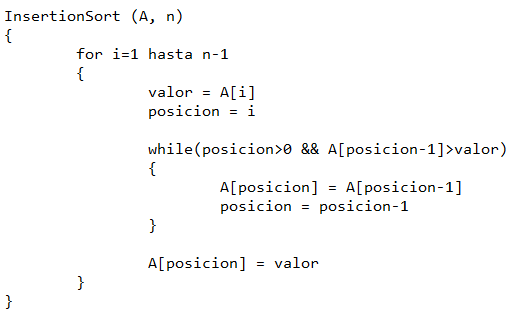 InsertionSort (A, n)
{
for i=1 hasta n-1
{
valor = A[i]
posicion = i
while(posicion>0 && A[posicion-1]>valor)
{
A[posicion] = A[posicion-1]
posicion = posicion-1
}
A[posicion] = valor
}
}